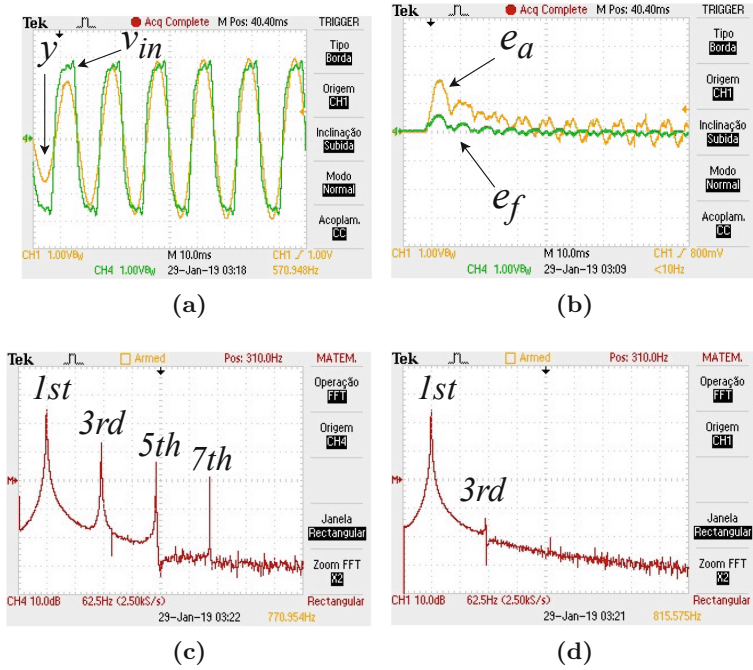 Tek Acq Complete M Pos: 40.40ms TRIGGER
y
v_in
Tipo
Borda
Origem
CH1
Inclinação
Subida
Modo
Normal
Acoplam.
CC
4
CH1 1.00VBw M 10.0ms CH1 ∫ 1.00V
CH4 1.00VBw 29-Jan-19 03:18 570.948Hz
(a)
Tek Acq Complete M Pos: 40.40ms TRIGGER
e_a
e_f
Tipo
Borda
Origem
CH1
Inclinação
Subida
Modo
Normal
Acoplam.
CC
4
CH1 1.00VBw M 10.0ms CH1 ∫ 800mV
CH4 1.00VBw 29-Jan-19 03:09 <10Hz
(b)
Tek Armed Pos: 310.0Hz MATEM.
1st
3rd
5th
7th
Operação
FFT
Origem
CH4
Janela
Rectangular
Zoom FFT
X2
M
CH4 10.0dB 62.5Hz (2.50kS/s) Rectangular
29-Jan-19 03:22 770.954Hz
(c)
Tek Armed Pos: 310.0Hz MATEM.
1st
3rd
Operação
FFT
Origem
CH1
Janela
Rectangular
Zoom FFT
X2
M
CH1 10.0dB 62.5Hz (2.50kS/s) Rectangular
29-Jan-19 03:21 815.575Hz
(d)